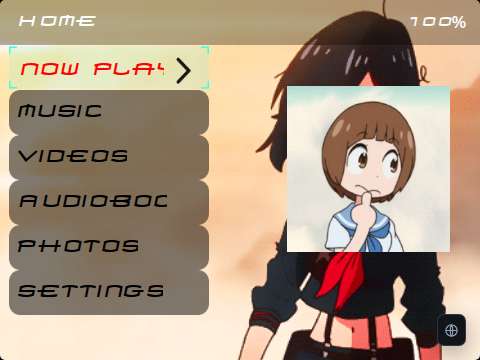 HOME
100%
NOW PLAY
MUSIC
VIDEOS
AUDIOBOO
PHOTOS
SETTINGS